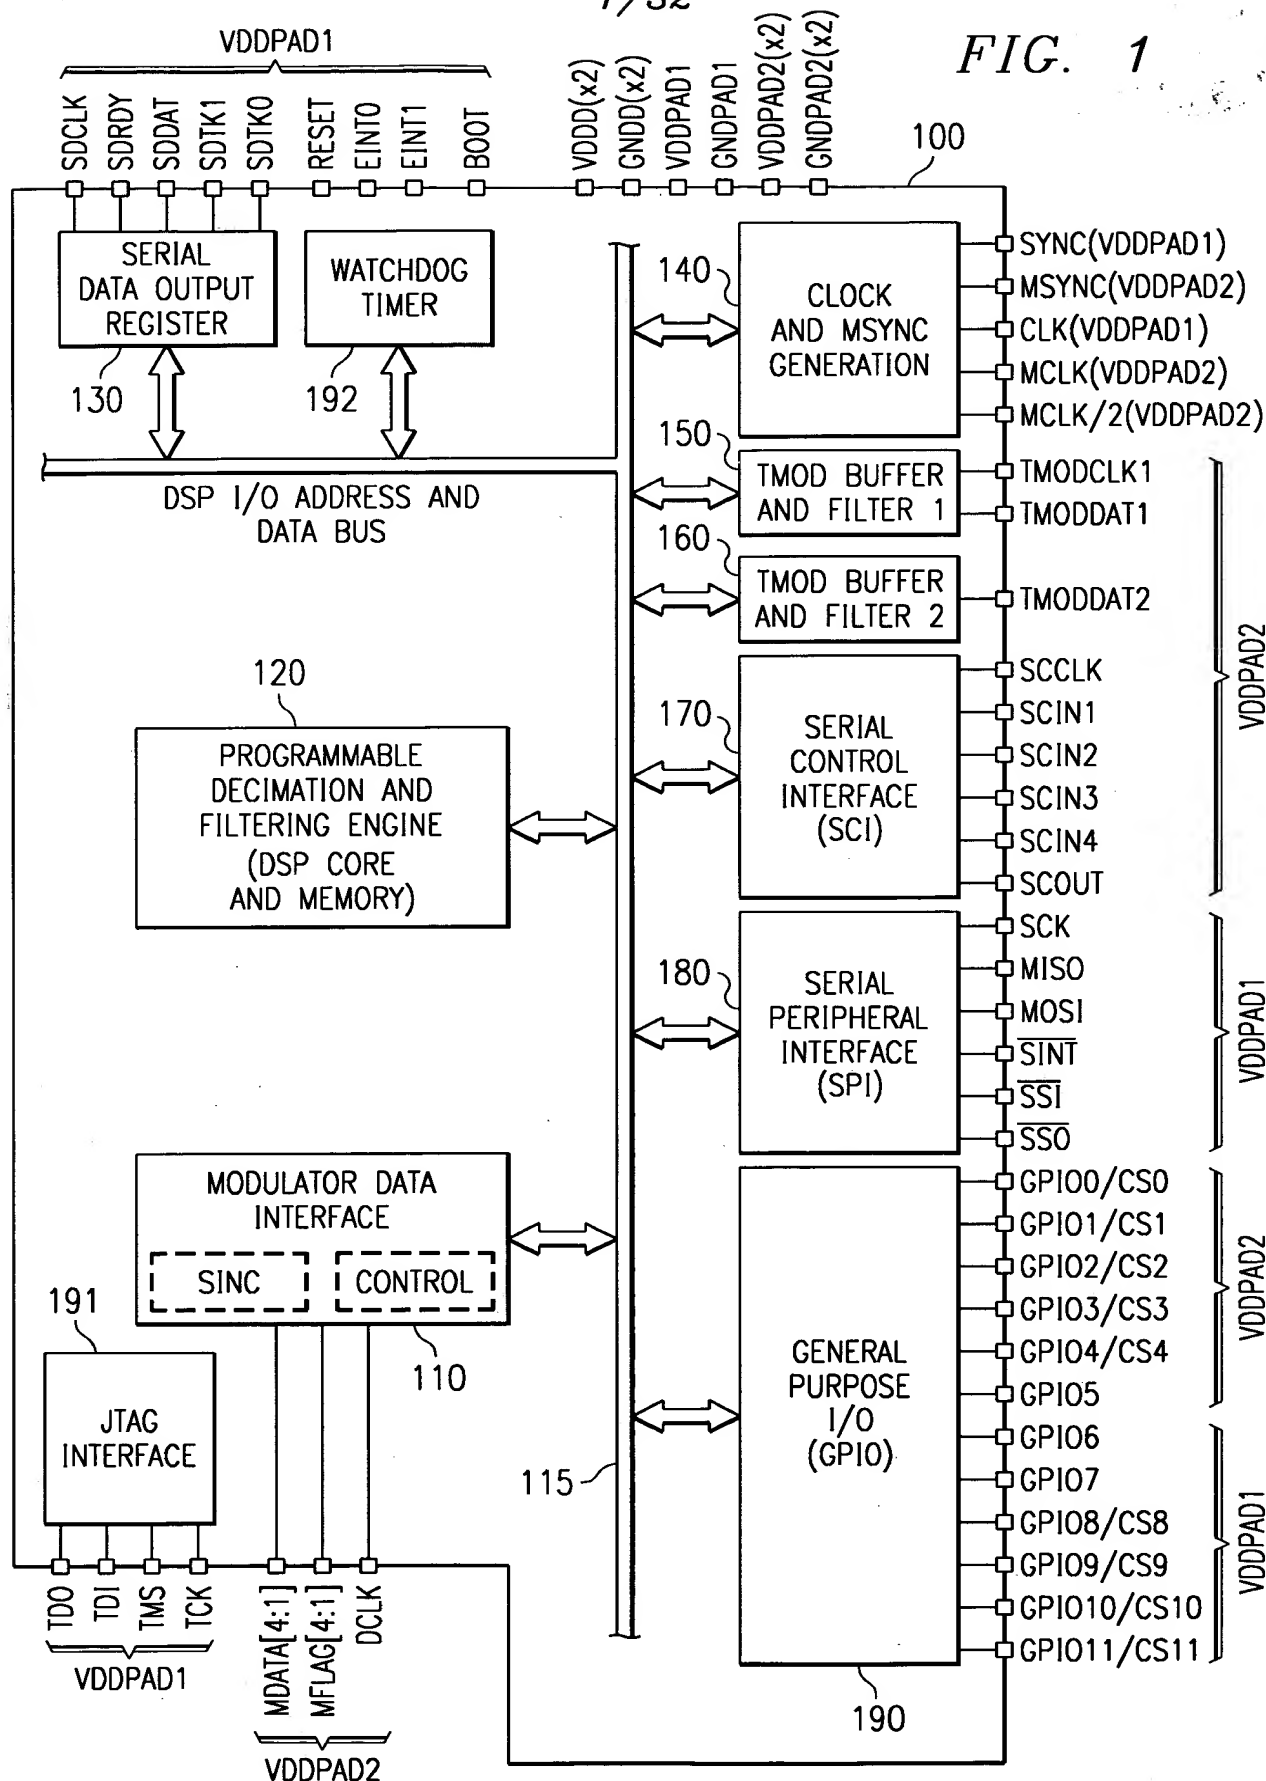 1/32
FIG. 1
VDDPAD1
SDCLK
SDRDY
SDDAT
SDTK1
SDTK0
RESET
EINT0
EINT1
BOOT
VDDD(x2)
GNDD(x2)
VDDPAD1
GNDPAD1
VDDPAD2(x2)
GNDPAD2(x2)
100
SERIAL
DATA OUTPUT
REGISTER
130
WATCHDOG
TIMER
192
DSP I/O ADDRESS AND
DATA BUS
140
CLOCK
AND MSYNC
GENERATION
SYNC(VDDPAD1)
MSYNC(VDDPAD2)
CLK(VDDPAD1)
MCLK(VDDPAD2)
MCLK/2(VDDPAD2)
150
TMOD BUFFER
AND FILTER 1
TMODCLK1
TMODDAT1
160
TMOD BUFFER
AND FILTER 2
TMODDAT2
120
PROGRAMMABLE
DECIMATION AND
FILTERING ENGINE
(DSP CORE
AND MEMORY)
170
SERIAL
CONTROL
INTERFACE
(SCI)
SCCLK
SCIN1
SCIN2
SCIN3
SCIN4
SCOUT
VDDPAD2
180
SERIAL
PERIPHERAL
INTERFACE
(SPI)
SCK
MISO
MOSI
SINT
SSI
SSO
VDDPAD1
MODULATOR DATA
INTERFACE
SINC
CONTROL
110
191
JTAG
INTERFACE
115
GENERAL
PURPOSE
I/O
(GPIO)
190
GPIO0/CS0
GPIO1/CS1
GPIO2/CS2
GPIO3/CS3
GPIO4/CS4
GPIO5
VDDPAD2
GPIO6
GPIO7
GPIO8/CS8
GPIO9/CS9
GPIO10/CS10
GPIO11/CS11
VDDPAD1
TDO
TDI
TMS
TCK
VDDPAD1
MDATA[4:1]
MFLAG[4:1]
DCLK
VDDPAD2